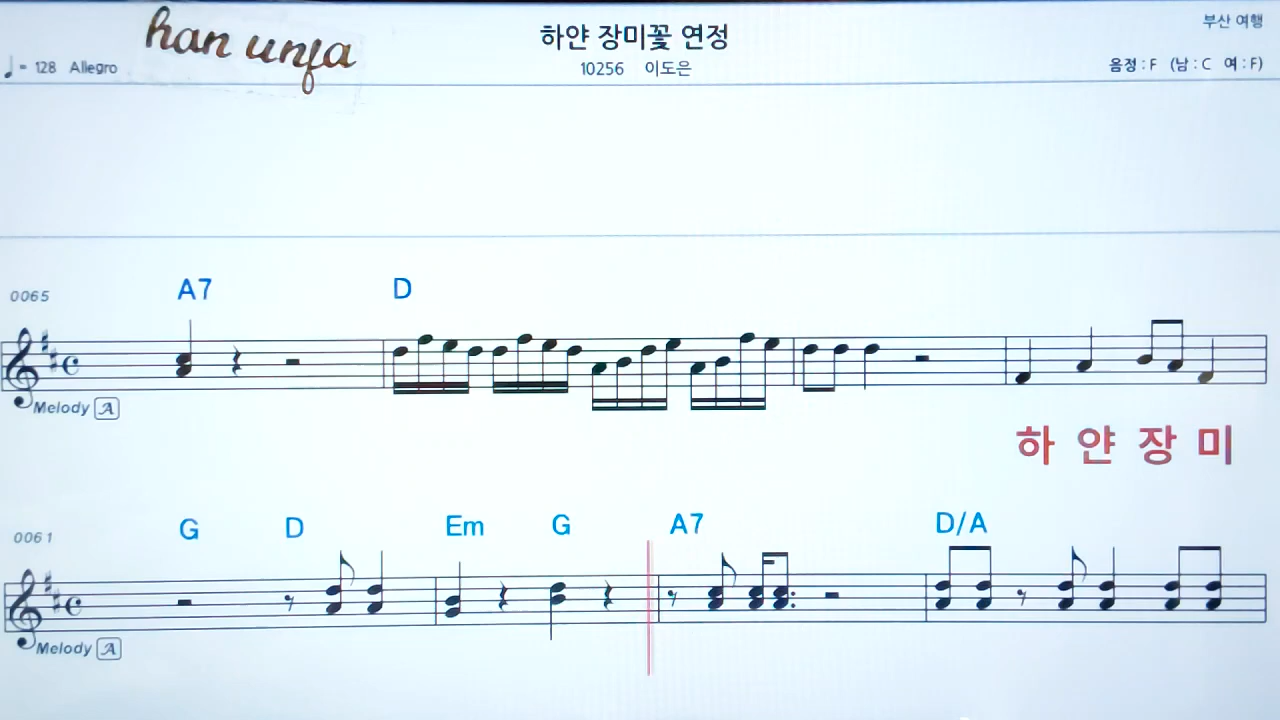 han unfa
하얀 장미꽃 연정
부산 여행
♩= 128 Allegro
10256 이도은
음정 : F (남 : C 여 : F)
0065
A7 D
Melody A
하 얀 장 미
0061
G D Em G A7 D/A
Melody A